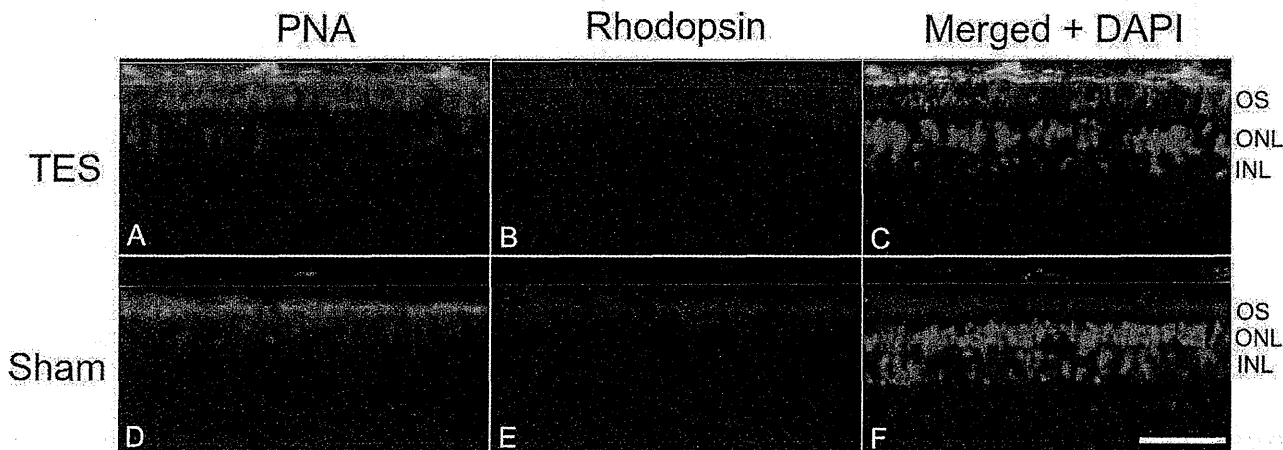 PNA Rhodopsin Merged + DAPI
OS
ONL
TES
INL
A B C
OS
ONL
Sham
INL
D E F